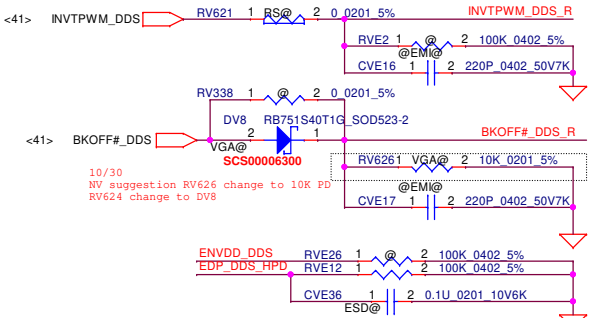 <41> INVTPWM_DDS RV621 1 RS@ 2 0_0201_5% INVTPWM_DDS_R
RVE2 1 @ 2 100K_0402_5%
@EMI@
CVE16 1 2 220P_0402_50V7K
RV338 1 @ 2 0_0201_5%
DV8 RB751S40T1G_SOD523-2
<41> BKOFF#_DDS 2 1 BKOFF#_DDS_R
VGA@
SCS00006300
RV626 1 VGA@ 2 10K_0201_5%
10/30
NV suggestion RV626 change to 10K PD
RV624 change to DV8
@EMI@
CVE17 1 2 220P_0402_50V7K
ENVDD_DDS RVE26 1 @ 2 100K_0402_5%
EDP_DDS_HPD RVE12 1 2 100K_0402_5%
CVE36 1 2 0.1U_0201_10V6K
ESD@